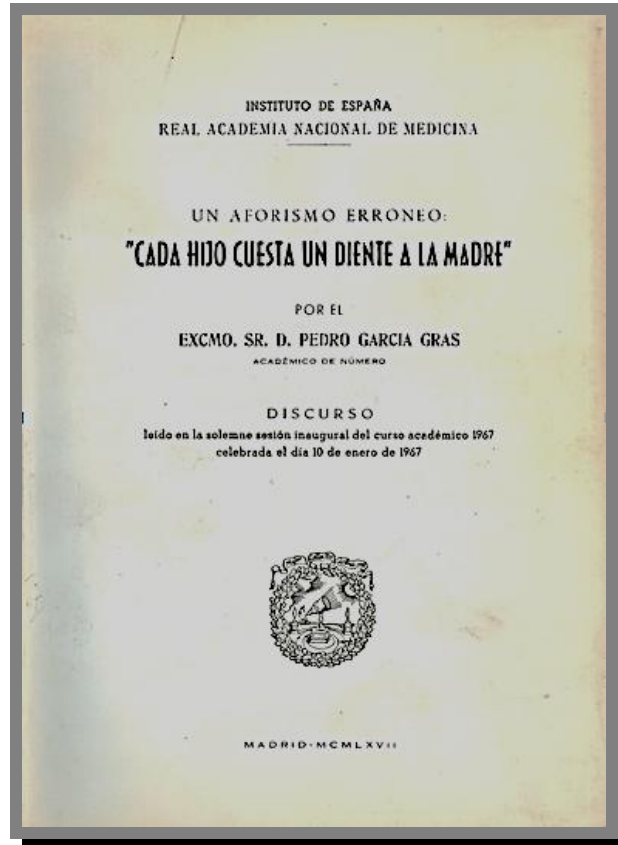 INSTITUTO DE ESPAÑA
REAL ACADEMIA NACIONAL DE MEDICINA
UN AFORISMO ERRONEO:
"CADA HIJO CUESTA UN DIENTE A LA MADRE"
POR EL
EXCMO. SR. D. PEDRO GARCIA GRAS
ACADÉMICO DE NÚMERO
DISCURSO
leído en la solemne sesión inaugural del curso académico 1967
celebrada el día 10 de enero de 1967
MADRID-MCMLXVII